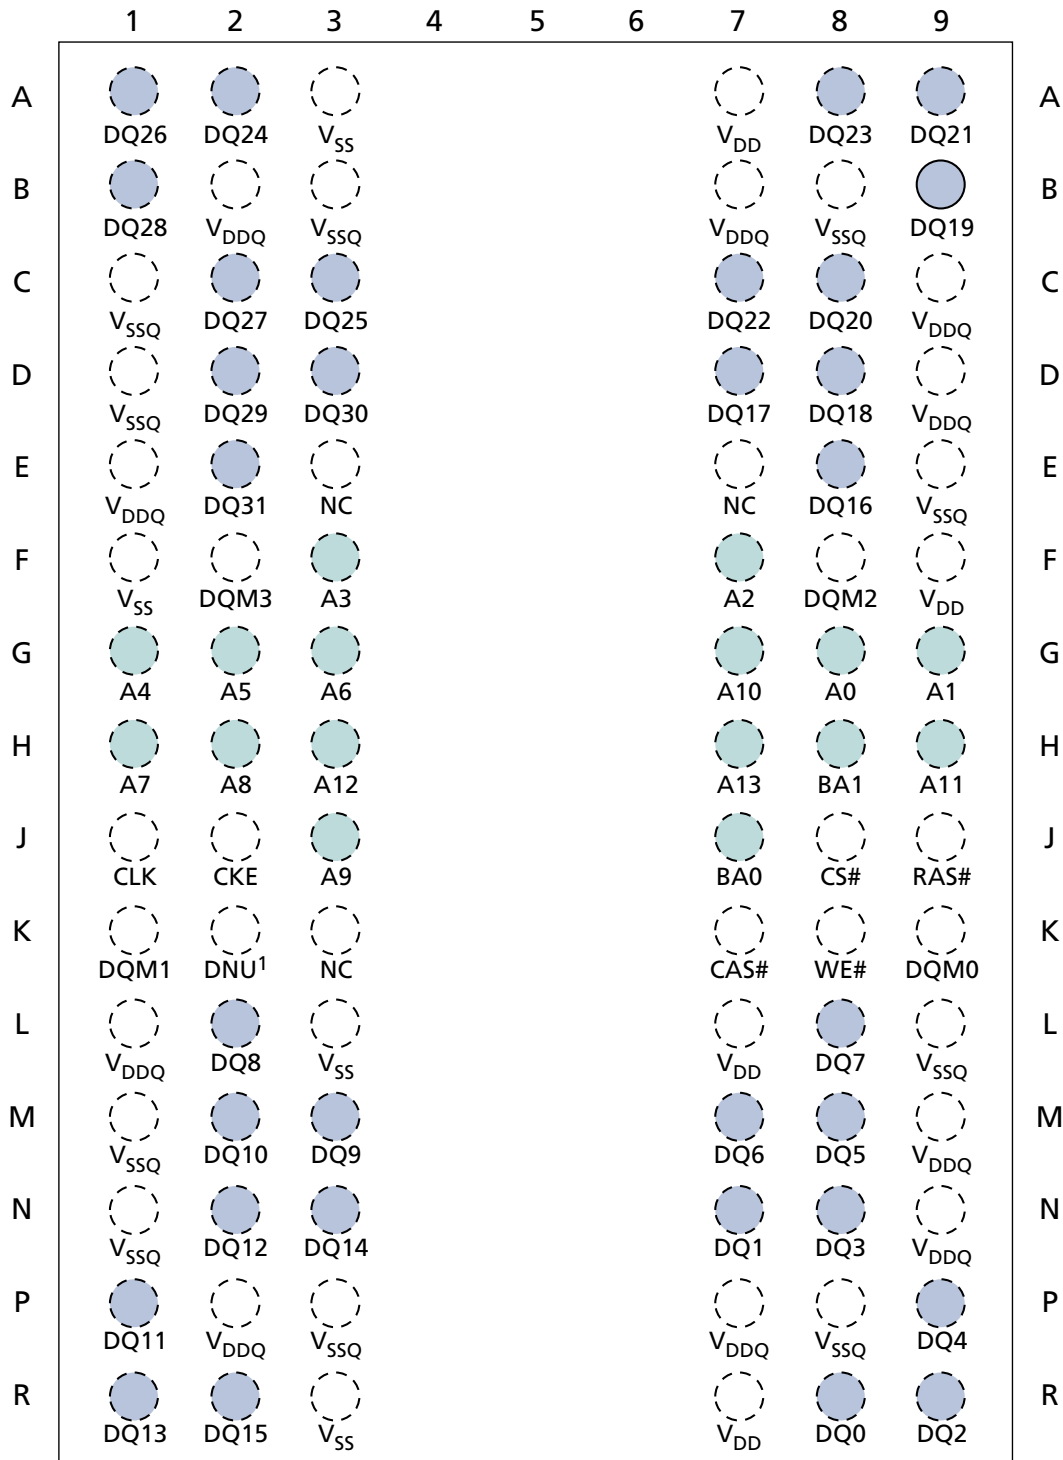 1 2 3 4 5 6 7 8 9
A A
DQ26 DQ24 VSS VDD DQ23 DQ21
B B
DQ28 VDDQ VSSQ VDDQ VSSQ DQ19
C C
VSSQ DQ27 DQ25 DQ22 DQ20 VDDQ
D D
VSSQ DQ29 DQ30 DQ17 DQ18 VDDQ
E E
VDDQ DQ31 NC NC DQ16 VSSQ
F F
VSS DQM3 A3 A2 DQM2 VDD
G G
A4 A5 A6 A10 A0 A1
H H
A7 A8 A12 A13 BA1 A11
J J
CLK CKE A9 BA0 CS# RAS#
K K
DQM1 DNU1 NC CAS# WE# DQM0
L L
VDDQ DQ8 VSS VDD DQ7 VSSQ
M M
VSSQ DQ10 DQ9 DQ6 DQ5 VDDQ
N N
VSSQ DQ12 DQ14 DQ1 DQ3 VDDQ
P P
DQ11 VDDQ VSSQ VDDQ VSSQ DQ4
R R
DQ13 DQ15 VSS VDD DQ0 DQ2